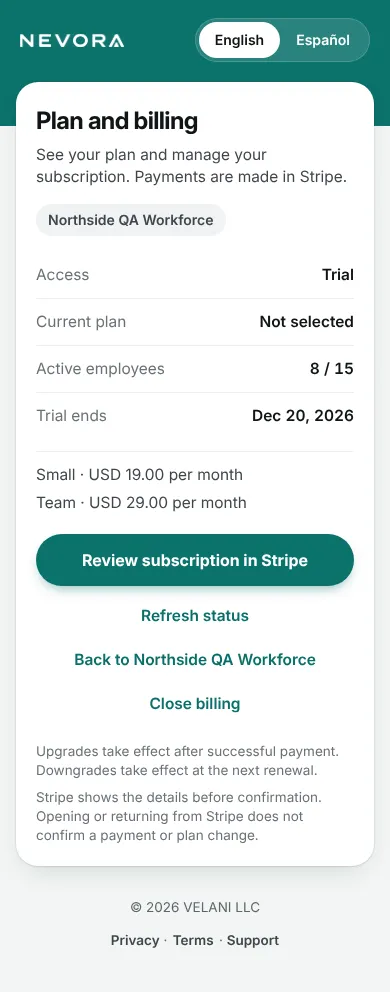 NEVORA
English Español
Plan and billing
See your plan and manage your
subscription. Payments are made in Stripe.
Northside QA Workforce
Access Trial
Current plan Not selected
Active employees 8 / 15
Trial ends Dec 20, 2026
Small · USD 19.00 per month
Team · USD 29.00 per month
Review subscription in Stripe
Refresh status
Back to Northside QA Workforce
Close billing
Upgrades take effect after successful payment.
Downgrades take effect at the next renewal.
Stripe shows the details before confirmation.
Opening or returning from Stripe does not
confirm a payment or plan change.
© 2026 VELANI LLC
Privacy · Terms · Support